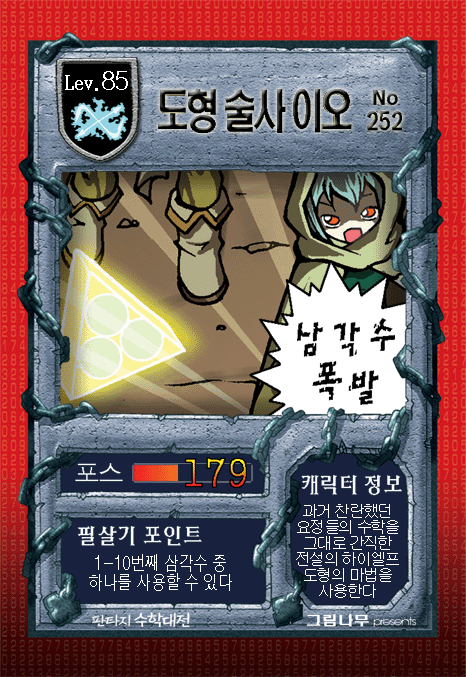 Lev.85
도형 술사 이오
No
252
삼각수
폭발
포스 179
필살기 포인트
1-10번째 삼각수 중
하나를 사용할 수 있다
캐릭터 정보
과거 찬란했던
요정들의 수학을
그대로 간직한
전설의 하이엘프
도형의 마법을
사용한다
판타지 수학대전
그림나무 presents